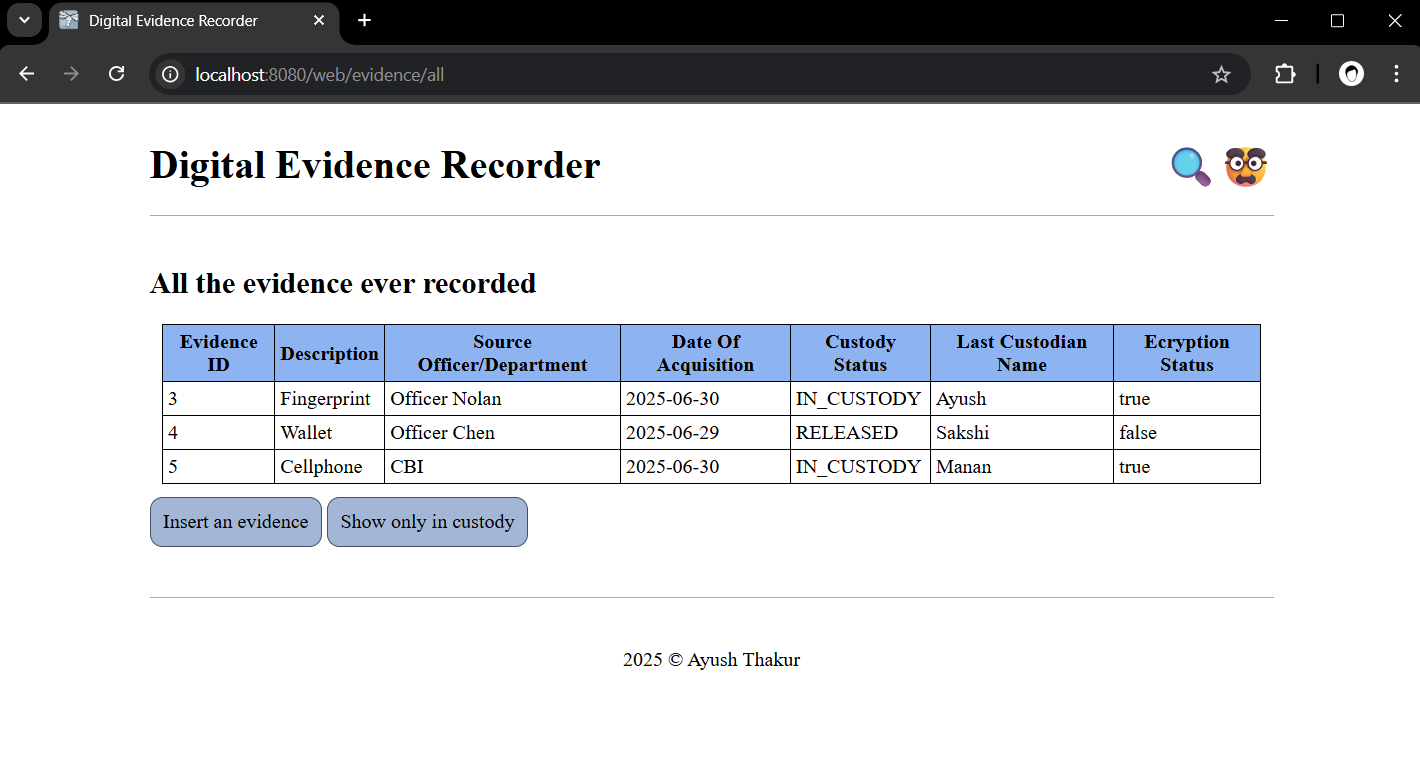 Digital Evidence Recorder
localhost:8080/web/evidence/all
Digital Evidence Recorder
All the evidence ever recorded
Evidence ID Description Source Officer/Department Date Of Acquisition Custody Status Last Custodian Name Ecryption Status
3 Fingerprint Officer Nolan 2025-06-30 IN_CUSTODY Ayush true
4 Wallet Officer Chen 2025-06-29 RELEASED Sakshi false
5 Cellphone CBI 2025-06-30 IN_CUSTODY Manan true
Insert an evidence Show only in custody
2025 © Ayush Thakur